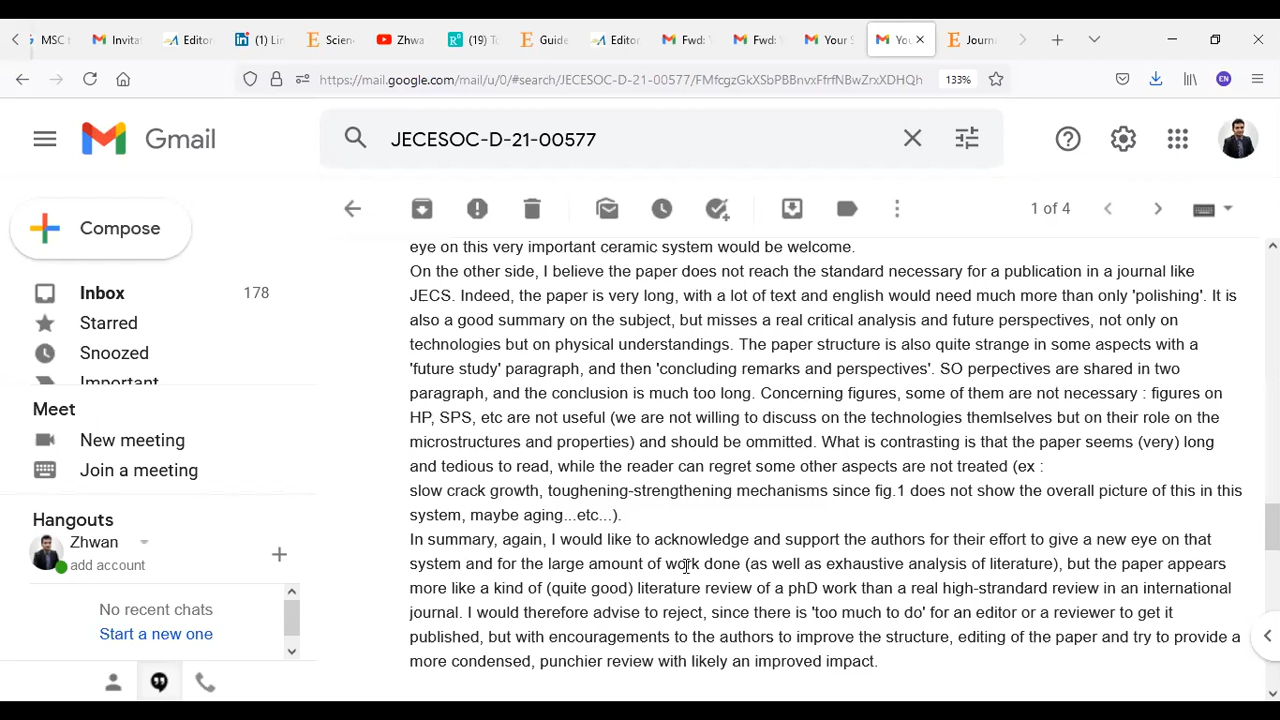 MSC t
Invitat
Editor
(1) Lin
Scien
Zhwa
(19) To
Guide
Editor
Fwd: V
Fwd: V
Your S
You
Journa
https://mail.google.com/mail/u/0/#search/JECESOC-D-21-00577/FMfcgzGkXSbPBBnvxFfrfNBwZrxXDHQh
133%
EN
Gmail
JECESOC-D-21-00577
Compose
1 of 4
Inbox 178
Starred
Snoozed
Important
Meet
New meeting
Join a meeting
Hangouts
Zhwan
add account
No recent chats
Start a new one
eye on this very important ceramic system would be welcome.
On the other side, I believe the paper does not reach the standard necessary for a publication in a journal like
JECS. Indeed, the paper is very long, with a lot of text and english would need much more than only 'polishing'. It is
also a good summary on the subject, but misses a real critical analysis and future perspectives, not only on
technologies but on physical understandings. The paper structure is also quite strange in some aspects with a
'future study' paragraph, and then 'concluding remarks and perspectives'. SO perpectives are shared in two
paragraph, and the conclusion is much too long. Concerning figures, some of them are not necessary : figures on
HP, SPS, etc are not useful (we are not willing to discuss on the technologies themlselves but on their role on the
microstructures and properties) and should be ommitted. What is contrasting is that the paper seems (very) long
and tedious to read, while the reader can regret some other aspects are not treated (ex :
slow crack growth, toughening-strengthening mechanisms since fig.1 does not show the overall picture of this in this
system, maybe aging...etc...).
In summary, again, I would like to acknowledge and support the authors for their effort to give a new eye on that
system and for the large amount of work done (as well as exhaustive analysis of literature), but the paper appears
more like a kind of (quite good) literature review of a phD work than a real high-strandard review in an international
journal. I would therefore advise to reject, since there is 'too much to do' for an editor or a reviewer to get it
published, but with encouragements to the authors to improve the structure, editing of the paper and try to provide a
more condensed, punchier review with likely an improved impact.